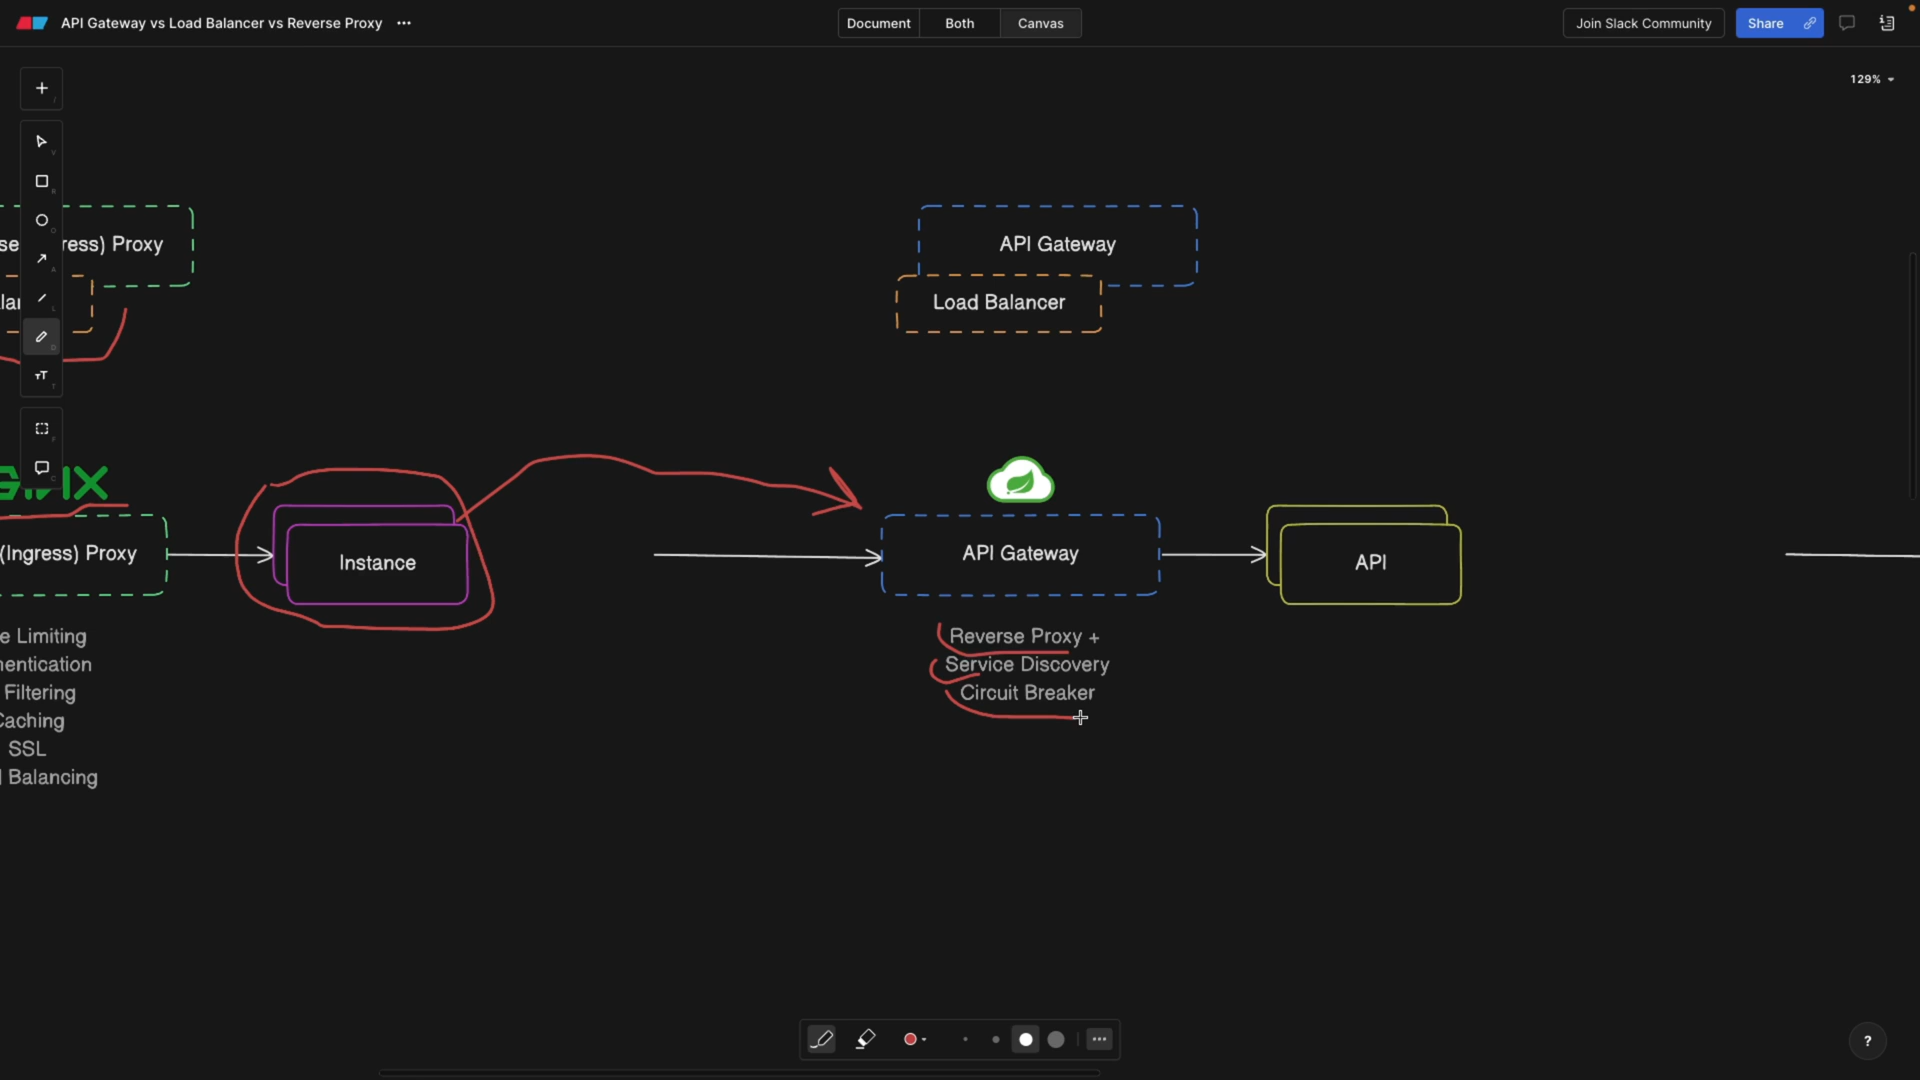 API Gateway vs Load Balancer vs Reverse Proxy
Document
Both
Canvas
Join Slack Community
Share
129%
ress) Proxy
API Gateway
Load Balancer
(Ingress) Proxy
Instance
API Gateway
API
e Limiting
entication
Filtering
Caching
SSL
Balancing
Reverse Proxy +
Service Discovery
Circuit Breaker
?